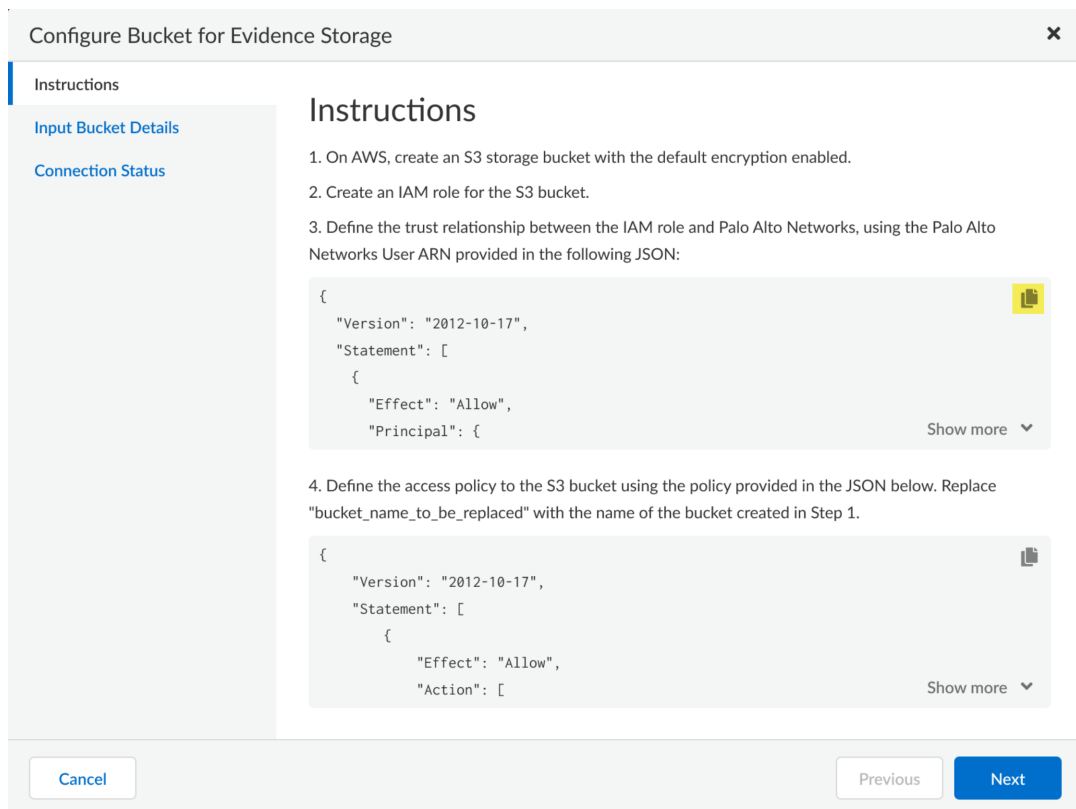 Configure Bucket for Evidence Storage
Instructions
Input Bucket Details
Connection Status
Instructions
1. On AWS, create an S3 storage bucket with the default encryption enabled.
2. Create an IAM role for the S3 bucket.
3. Define the trust relationship between the IAM role and Palo Alto Networks, using the Palo Alto
Networks User ARN provided in the following JSON:
{
  "Version": "2012-10-17",
  "Statement": [
    {
      "Effect": "Allow",
      "Principal": {
Show more
4. Define the access policy to the S3 bucket using the policy provided in the JSON below. Replace
"bucket_name_to_be_replaced" with the name of the bucket created in Step 1.
{
    "Version": "2012-10-17",
    "Statement": [
        {
            "Effect": "Allow",
            "Action": [
Show more
Cancel
Previous
Next